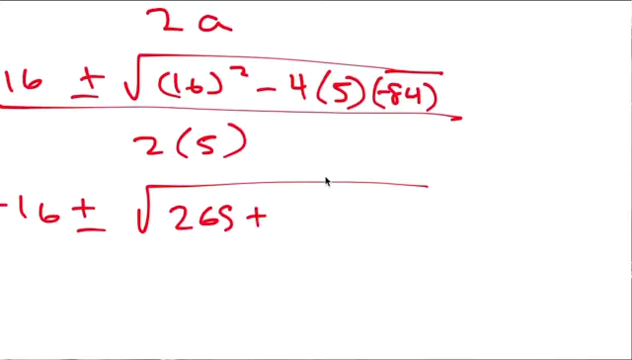 2a
16 ± √(16)² - 4(5)(-84)
2(5)
-16 ± √265 +